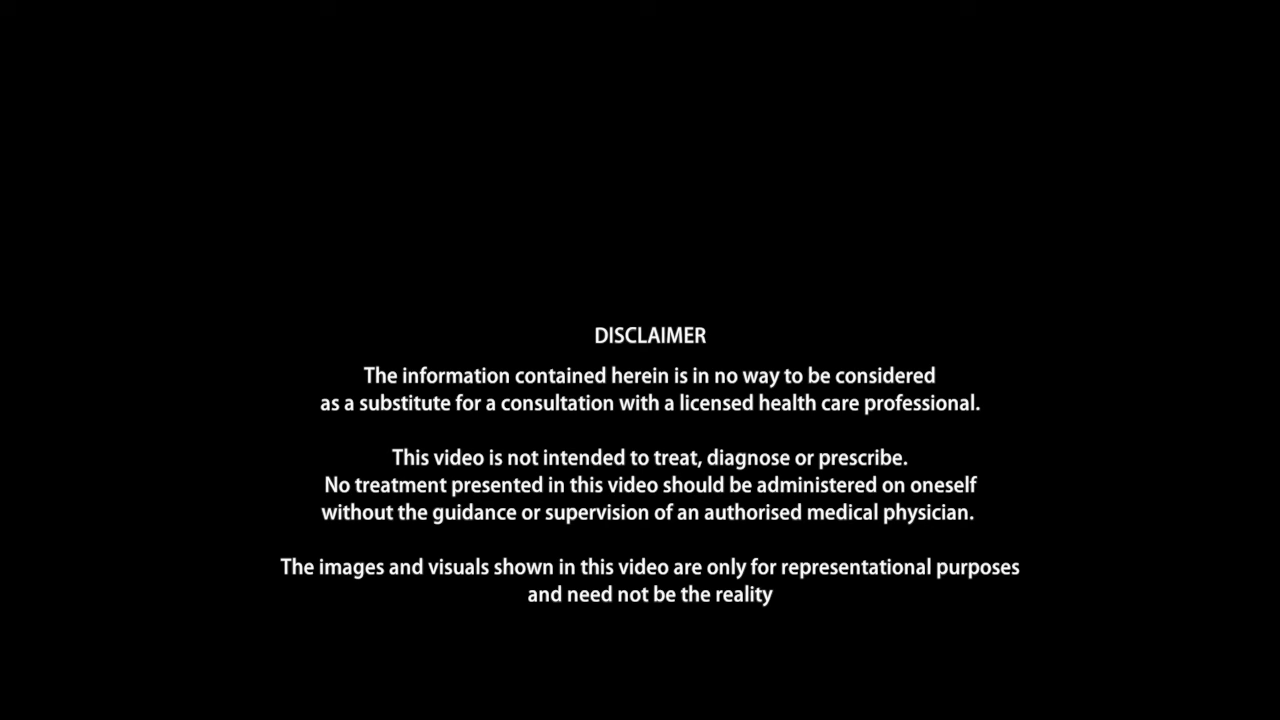 DISCLAIMER
The information contained herein is in no way to be considered
as a substitute for a consultation with a licensed health care professional.
This video is not intended to treat, diagnose or prescribe.
No treatment presented in this video should be administered on oneself
without the guidance or supervision of an authorised medical physician.
The images and visuals shown in this video are only for representational purposes
and need not be the reality